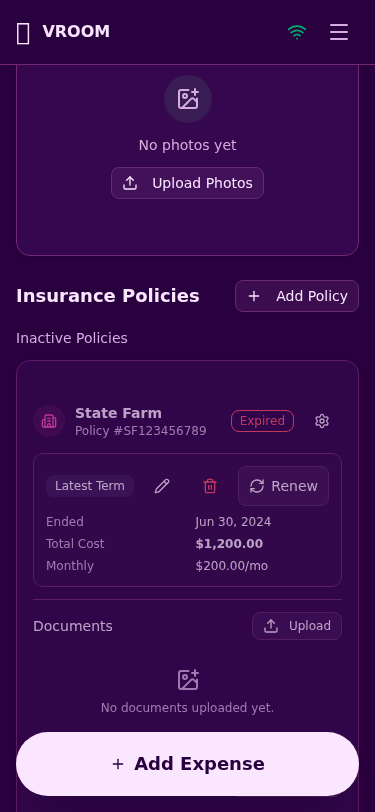 VROOM
No photos yet
Upload Photos
Insurance Policies
Add Policy
Inactive Policies
State Farm
Policy #SF123456789
Expired
Latest Term
Renew
Ended Jun 30, 2024
Total Cost $1,200.00
Monthly $200.00/mo
Documents
Upload
No documents uploaded yet.
+ Add Expense